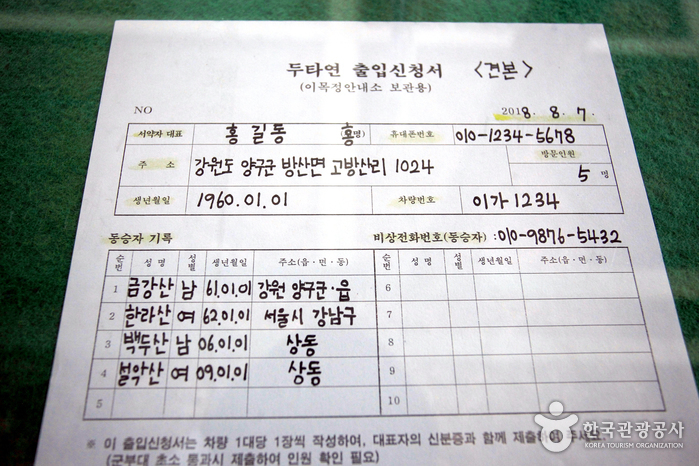 두타연 출입신청서 <견본>
(이목정안내소 보관용)
NO 2018. 8. 7.
서약자 대표 홍길동 홍 명) 휴대폰번호 010-1234-5678
주 소 강원도 양구군 방산면 고방산리 1024 방문인원 5 명
생년월일 1960.01.01 차량번호 이가 1234
동승자 기록 비상전화번호(동승자) : 010-9876-5432
순번 성 명 성별 생년월일 주소(읍·면·동) 순번 성 명 성별 생년월일 주소(읍·면·동)
1 금강산 남 61.01.01 강원 양구군·읍 6
2 한라산 여 62.01.01 서울시 강남구 7
3 백두산 남 06.01.01 상동 8
4 설악산 여 09.01.01 상동 9
5 10
※ 이 출입신청서는 차량 1대당 1장씩 작성하여, 대표자의 신분증과 함께 제출하여 주세요.
(군부대 초소 통과시 제출하여 인원 확인 필요)
한국관광공사
KOREA TOURISM ORGANIZATION